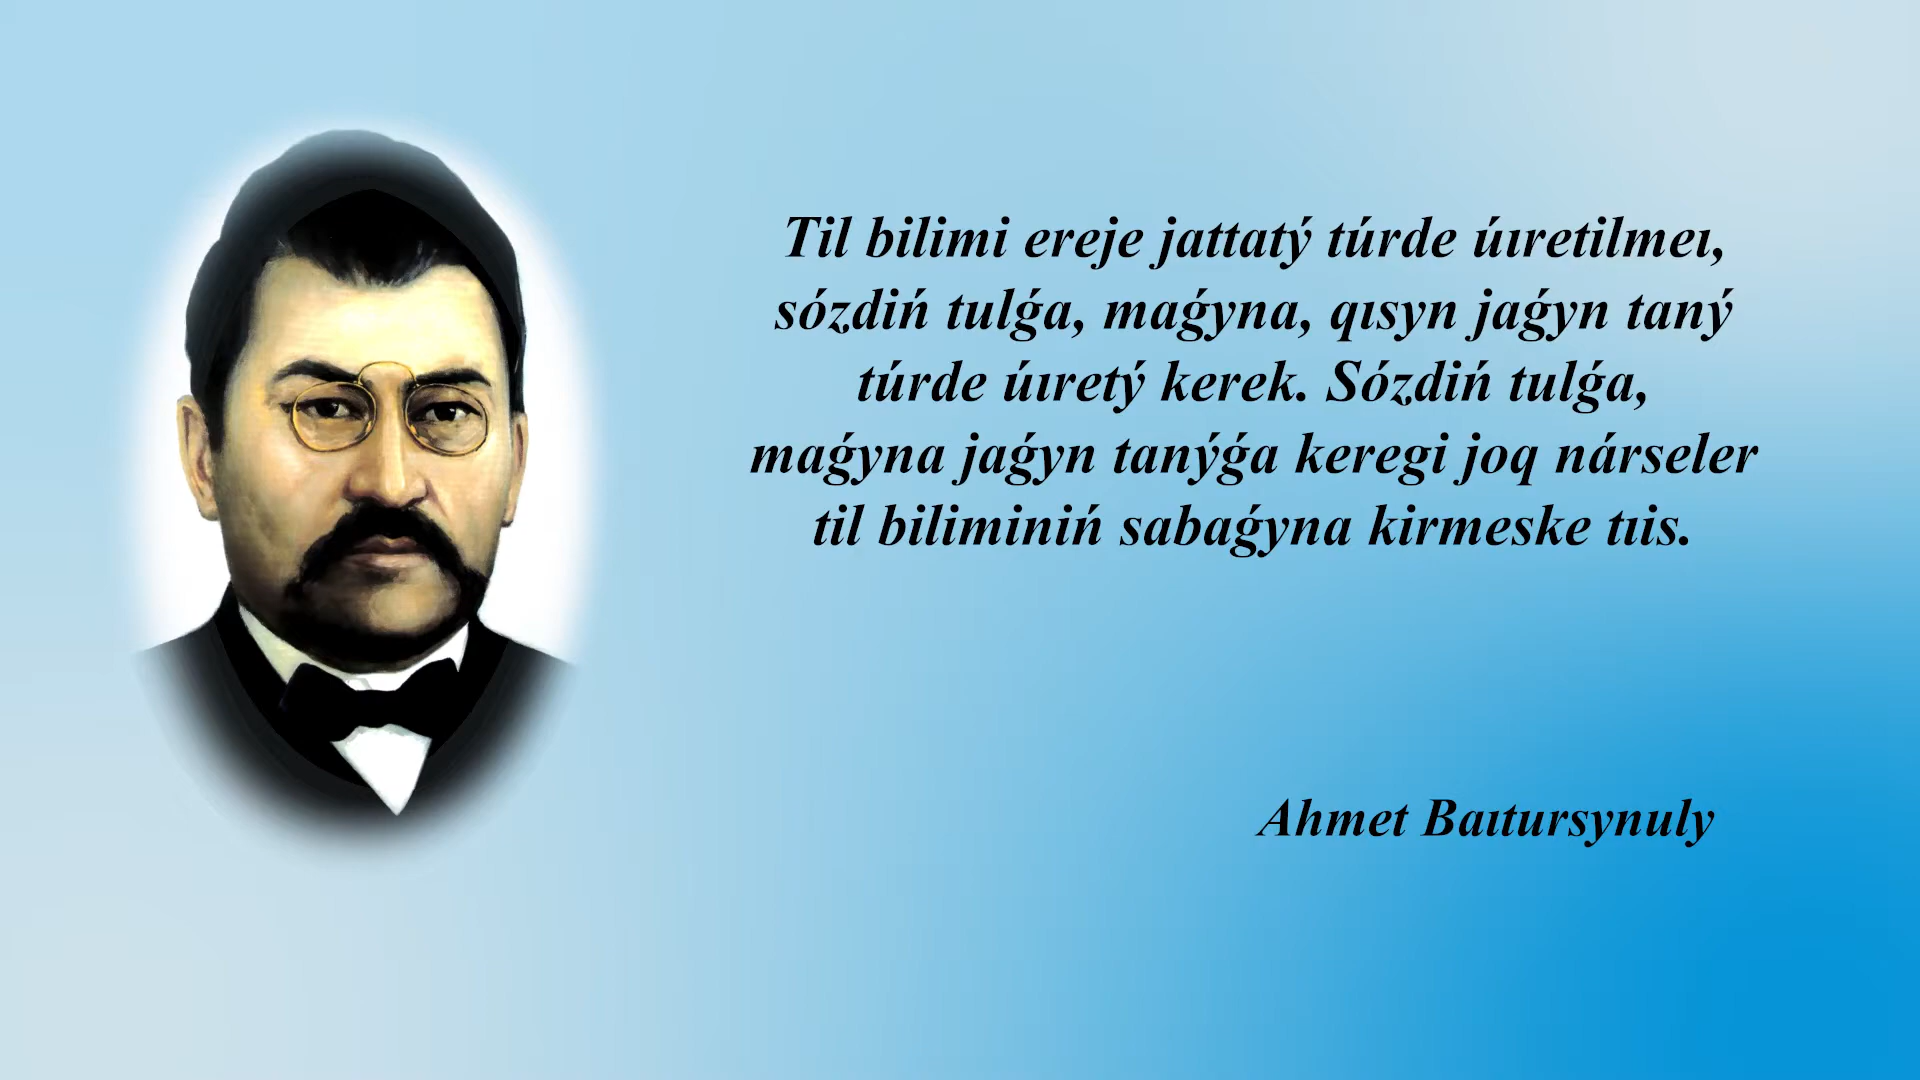 Til bilimi ereje jattatý túrde úıretilmeı,
sózdiń tulǵa, maǵyna, qısyn jaǵyn taný
túrde úıretý kerek. Sózdiń tulǵa,
maǵyna jaǵyn tanýǵa keregi joq nárseler
til biliminiń sabaǵyna kirmeske tıis.
Ahmet Baıtursynuly